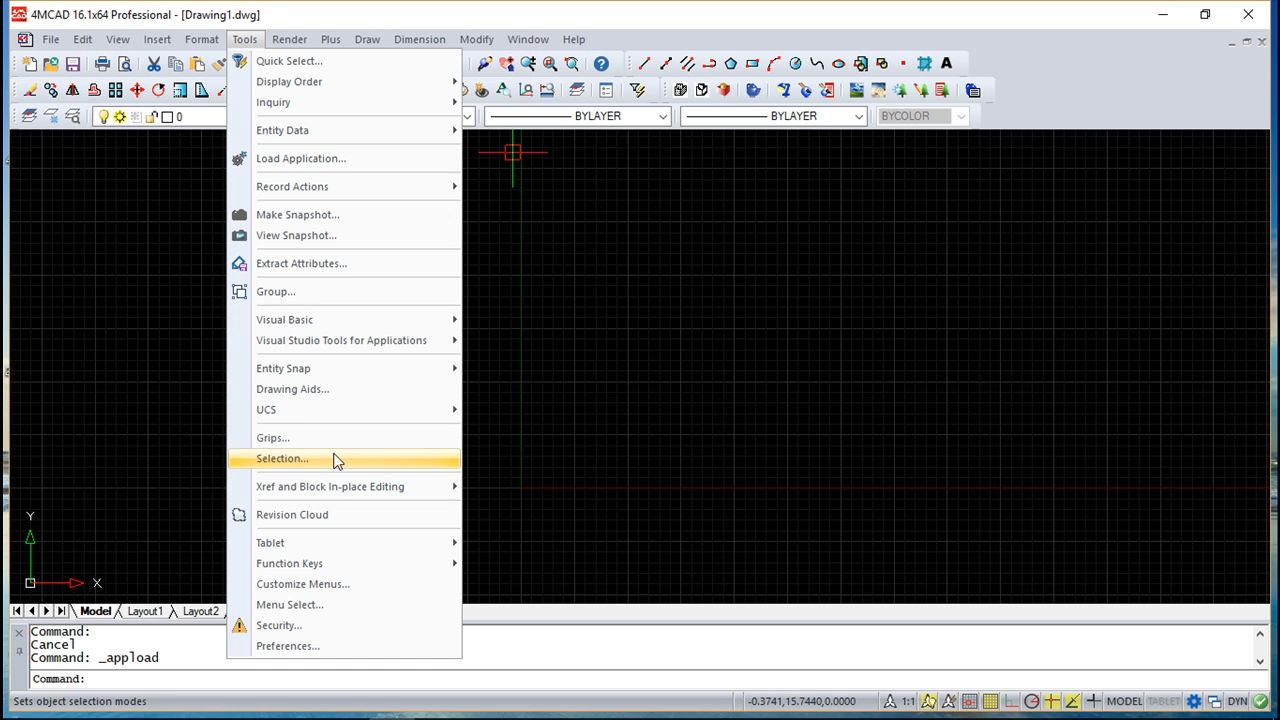 4MCAD 16.1x64 Professional - [Drawing1.dwg]
File Edit View Insert Format Tools Render Plus Draw Dimension Modify Window Help
0 BYLAYER BYLAYER BYCOLOR
Quick Select...
Display Order
Inquiry
Entity Data
Load Application...
Record Actions
Make Snapshot...
View Snapshot...
Extract Attributes...
Group...
Visual Basic
Visual Studio Tools for Applications
Entity Snap
Drawing Aids...
UCS
Grips...
Selection...
Xref and Block In-place Editing
Revision Cloud
Tablet
Function Keys
Customize Menus...
Menu Select...
Security...
Preferences...
Y
X
Model Layout1 Layout2
Command:
Cancel
Command: _appload
Command:
Sets object selection modes -0.3741,15.7440,0.0000 1:1 MODEL TABLET DYN